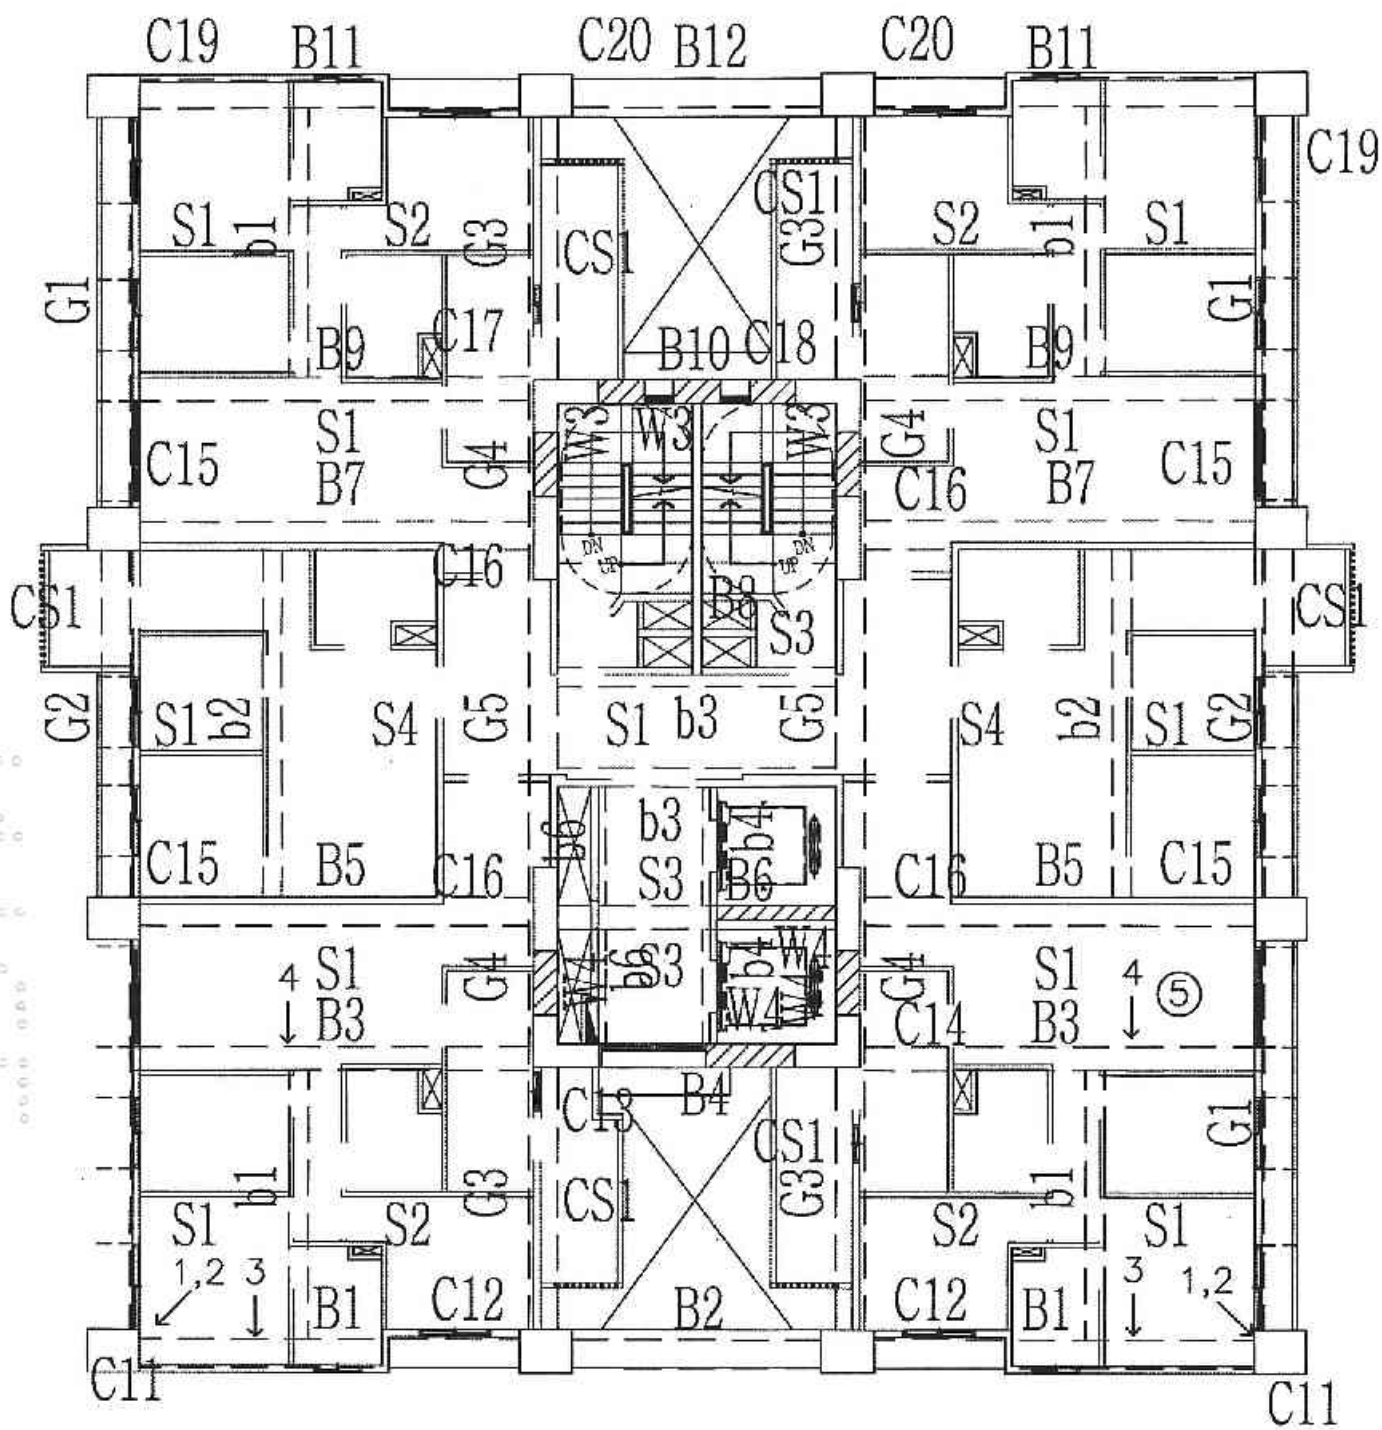 C19 B11 C20 B12 C20 B11
C19
S1 b1 S2 G3 CS1 CS1 G3 S2 b1 S1
G1 B9 C17 B10 C18 B9 G1
C15 S1 G4 W3 W3 W3 G4 S1 C15
B7 C16 B7
DN UP DN UP
CS1 C16 B8 S3 CS1
G2 S1 b2 S4 G5 S1 b3 G5 S4 b2 S1 G2
b6 b3 b4
C15 B5 C16 S3 B6 C16 B5 C15
S1 G4 W4 b6 S3 b4 W4 G4 S1
4 B3 W4 W4 C14 B3 4 5
C13 B4 G1
CS1
b1 G3 CS1 G3 b1
S1 S2 S2 S1
1,2 3 B1 C12 B2 C12 B1 3 1,2
C11 C11